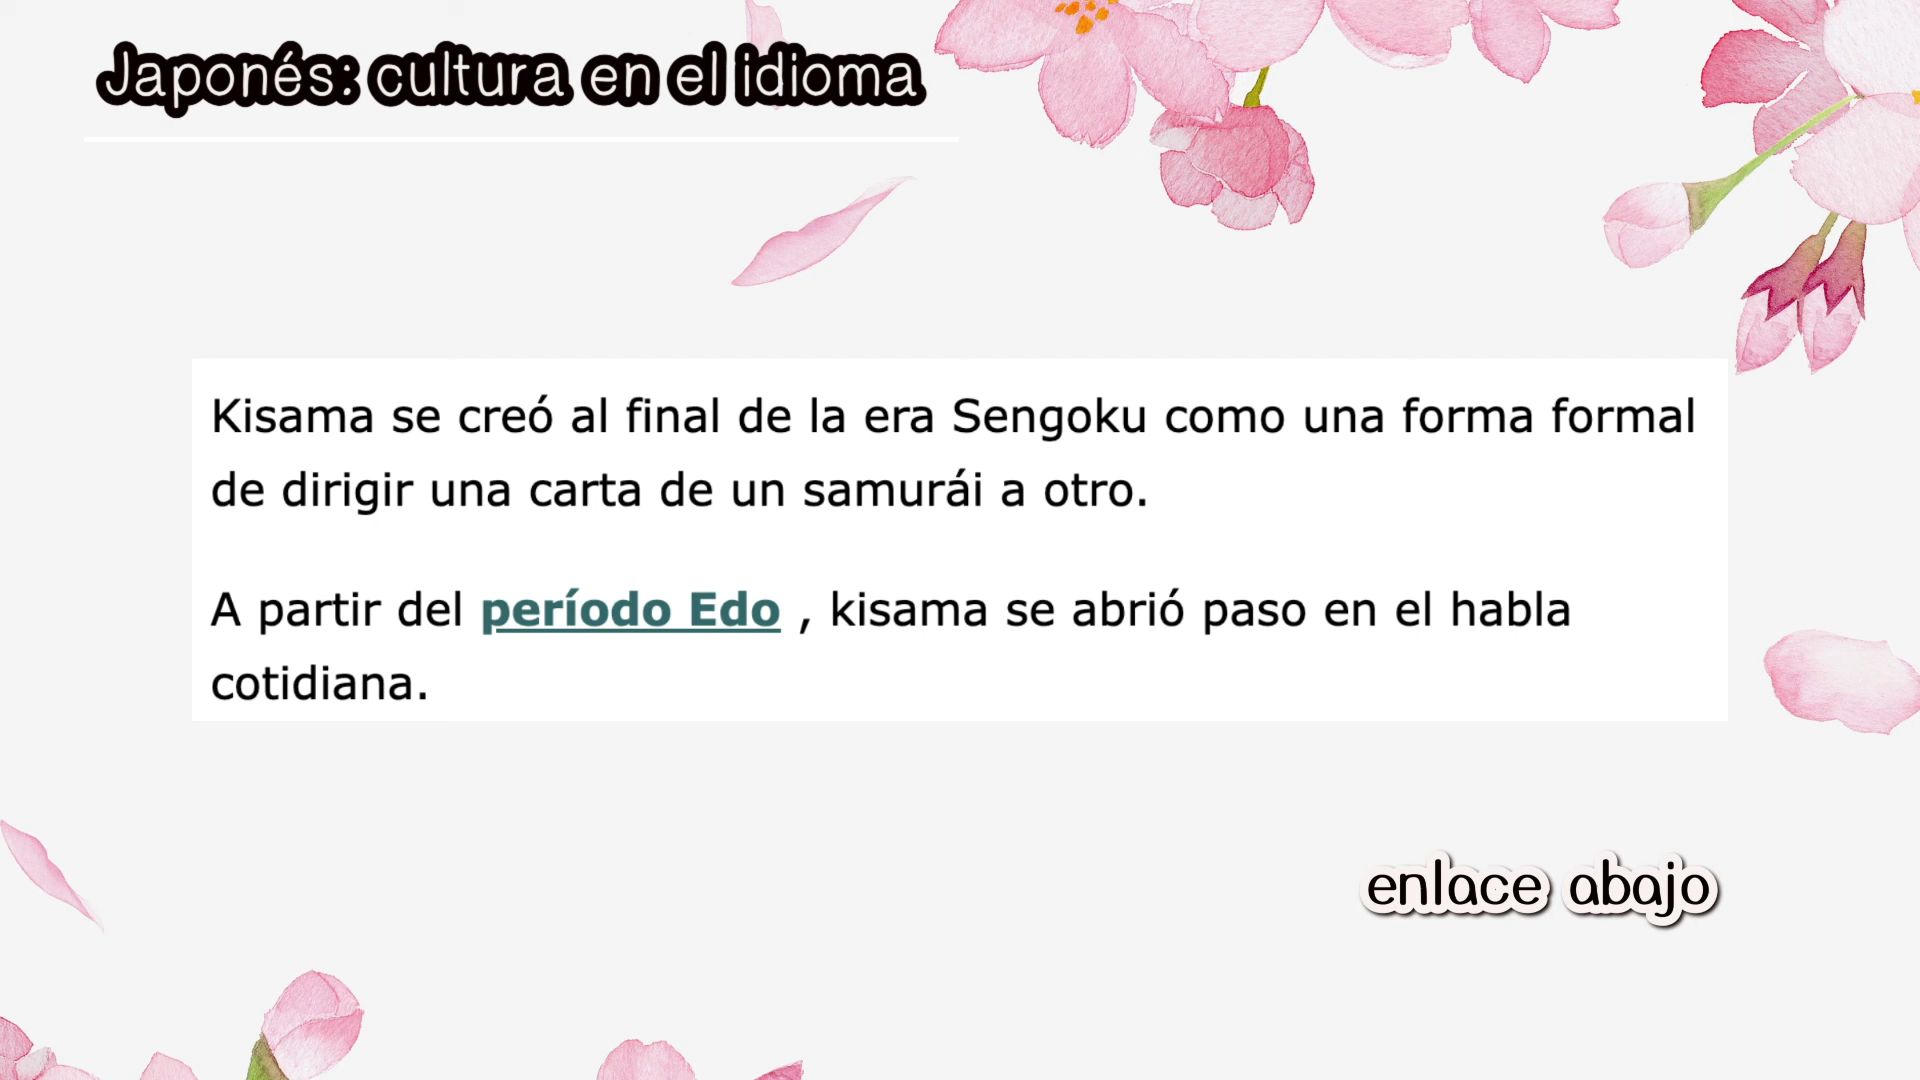 Japonés: cultura en el idioma
Kisama se creó al final de la era Sengoku como una forma formal
de dirigir una carta de un samurái a otro.
A partir del período Edo , kisama se abrió paso en el habla
cotidiana.
enlace abajo